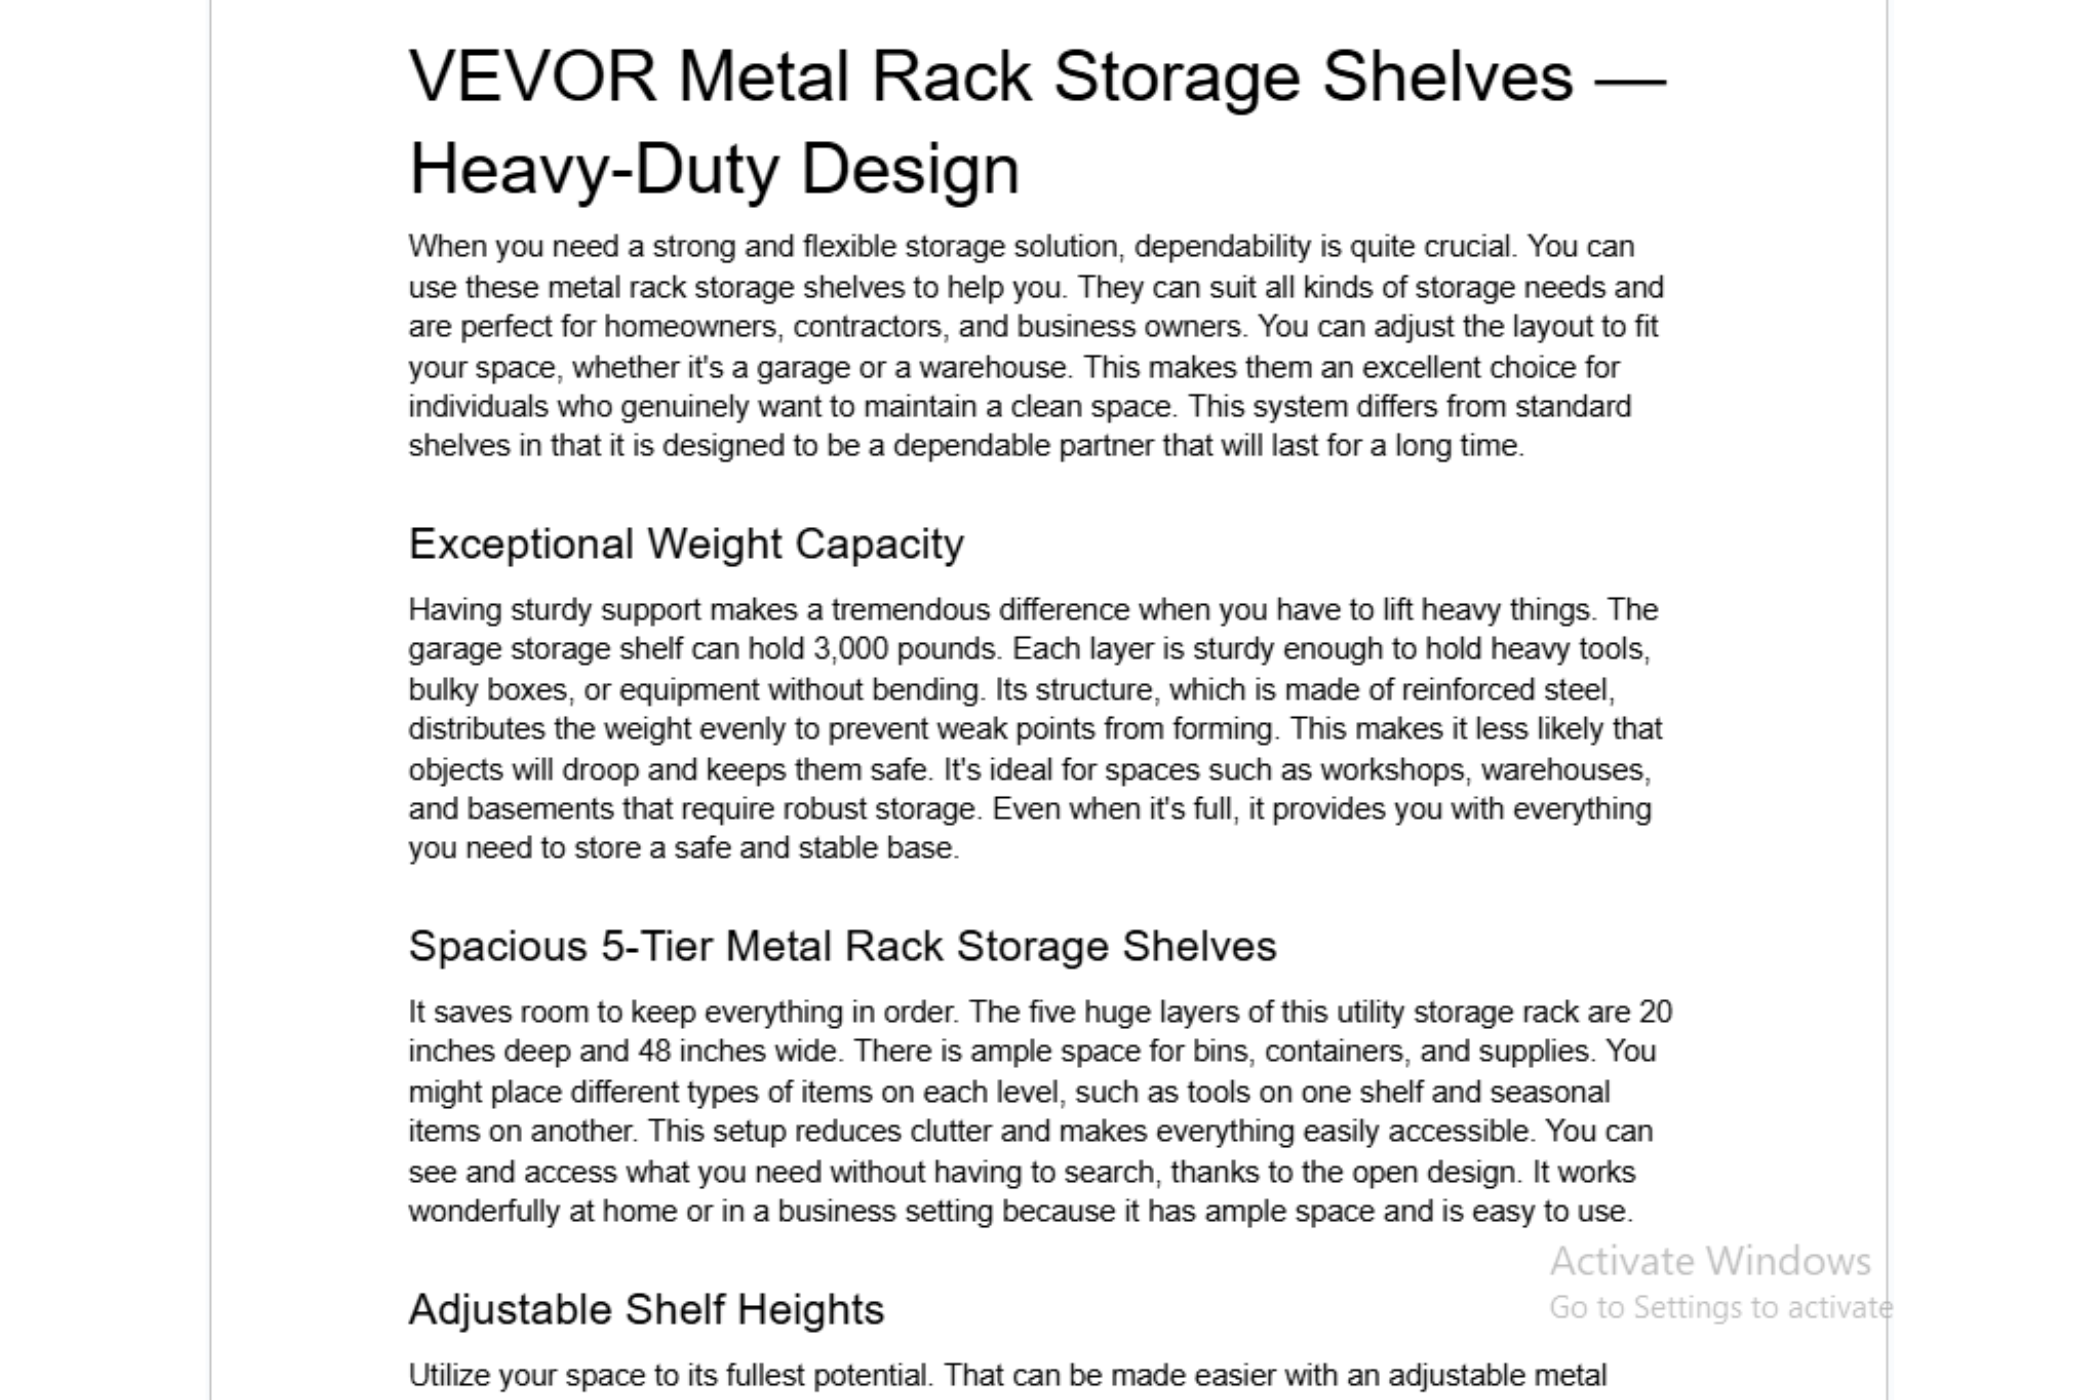 VEVOR Metal Rack Storage Shelves —
Heavy-Duty Design
When you need a strong and flexible storage solution, dependability is quite crucial. You can
use these metal rack storage shelves to help you. They can suit all kinds of storage needs and
are perfect for homeowners, contractors, and business owners. You can adjust the layout to fit
your space, whether it's a garage or a warehouse. This makes them an excellent choice for
individuals who genuinely want to maintain a clean space. This system differs from standard
shelves in that it is designed to be a dependable partner that will last for a long time.
Exceptional Weight Capacity
Having sturdy support makes a tremendous difference when you have to lift heavy things. The
garage storage shelf can hold 3,000 pounds. Each layer is sturdy enough to hold heavy tools,
bulky boxes, or equipment without bending. Its structure, which is made of reinforced steel,
distributes the weight evenly to prevent weak points from forming. This makes it less likely that
objects will droop and keeps them safe. It's ideal for spaces such as workshops, warehouses,
and basements that require robust storage. Even when it's full, it provides you with everything
you need to store a safe and stable base.
Spacious 5-Tier Metal Rack Storage Shelves
It saves room to keep everything in order. The five huge layers of this utility storage rack are 20
inches deep and 48 inches wide. There is ample space for bins, containers, and supplies. You
might place different types of items on each level, such as tools on one shelf and seasonal
items on another. This setup reduces clutter and makes everything easily accessible. You can
see and access what you need without having to search, thanks to the open design. It works
wonderfully at home or in a business setting because it has ample space and is easy to use.
Activate Windows
Go to Settings to activate
Adjustable Shelf Heights
Utilize your space to its fullest potential. That can be made easier with an adjustable metal